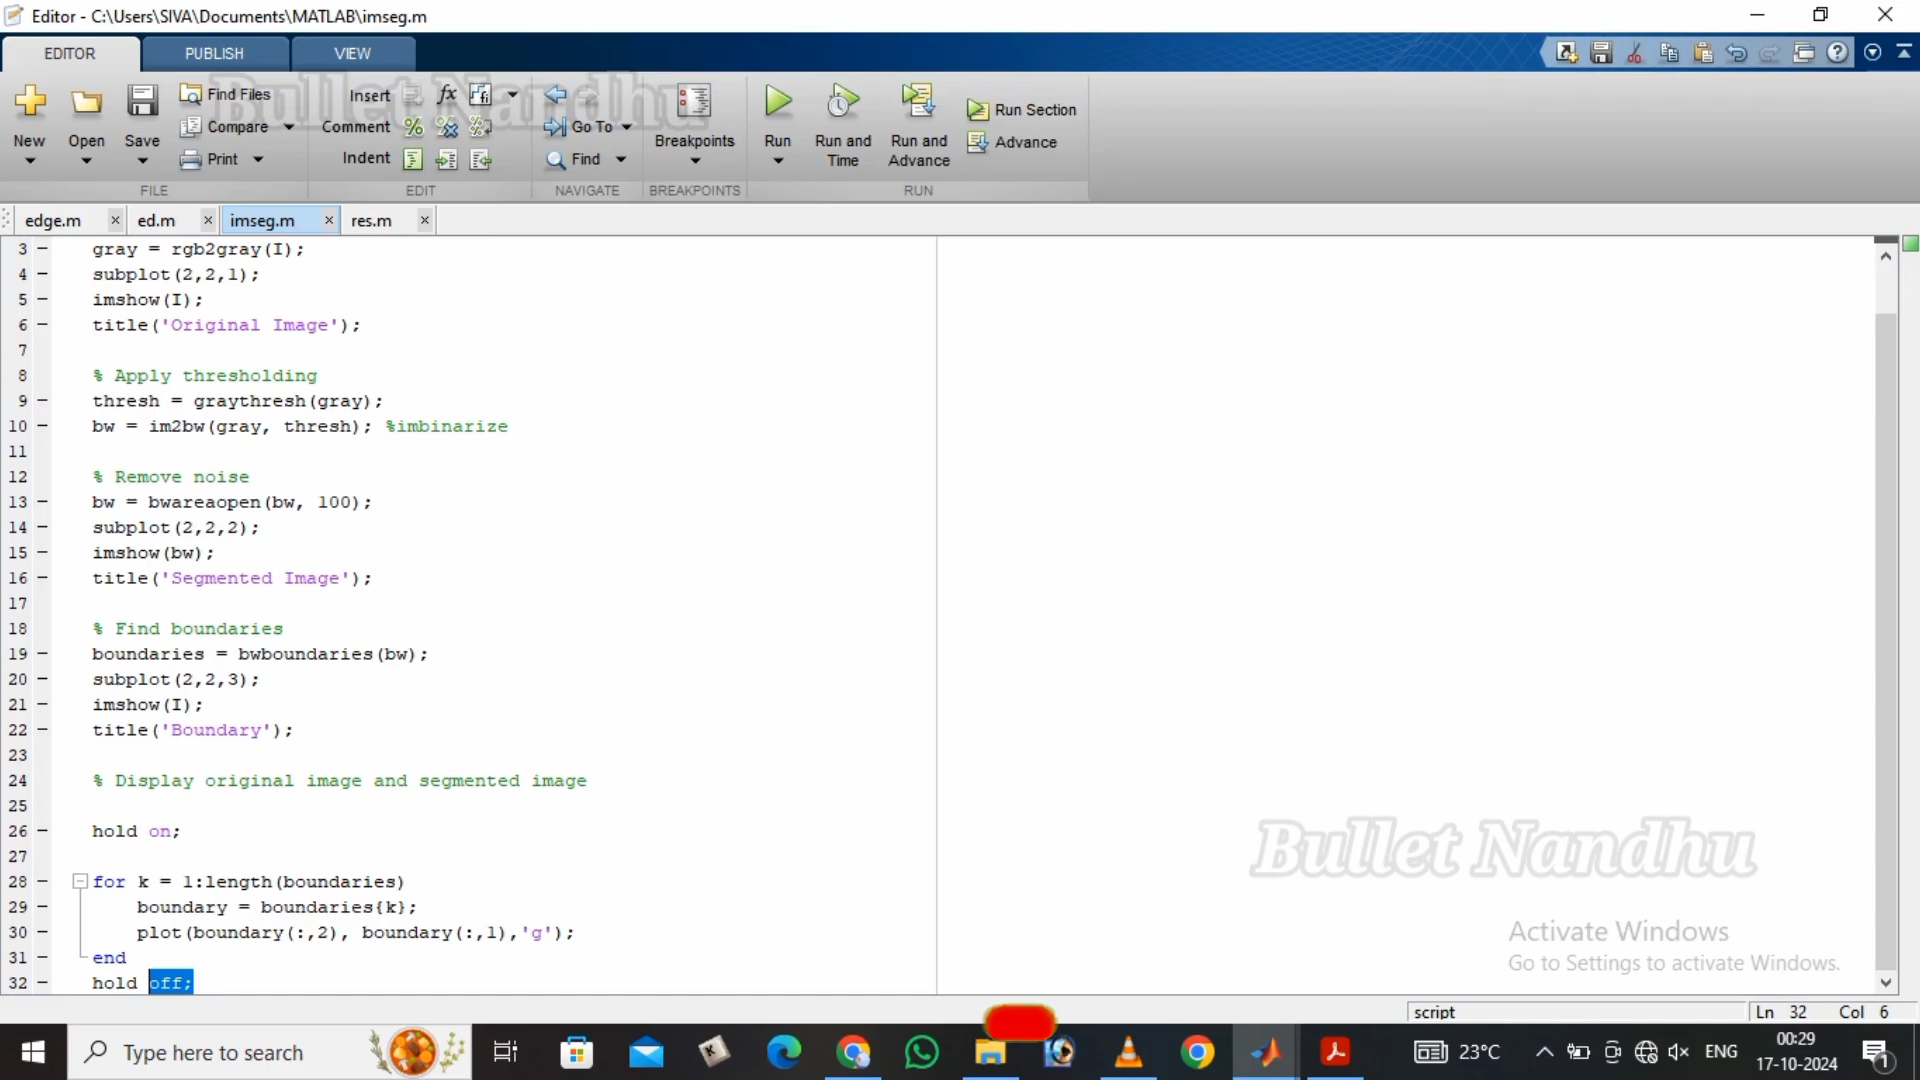 Editor - C:\Users\SIVA\Documents\MATLAB\imseg.m
EDITOR PUBLISH VIEW
New Open Save
Find Files
Compare
Print
FILE
Insert fx
Comment
Indent
EDIT
Go To
Find
NAVIGATE
Breakpoints
BREAKPOINTS
Run
Run and Time
Run and Advance
Run Section
Advance
RUN
Bullet Nandhu
edge.m ed.m imseg.m res.m
3 gray = rgb2gray(I);
4 subplot(2,2,1);
5 imshow(I);
6 title('Original Image');
7
8 % Apply thresholding
9 thresh = graythresh(gray);
10 bw = im2bw(gray, thresh); %imbinarize
11
12 % Remove noise
13 bw = bwareaopen(bw, 100);
14 subplot(2,2,2);
15 imshow(bw);
16 title('Segmented Image');
17
18 % Find boundaries
19 boundaries = bwboundaries(bw);
20 subplot(2,2,3);
21 imshow(I);
22 title('Boundary');
23
24 % Display original image and segmented image
25
26 hold on;
27
28 for k = 1:length(boundaries)
29 boundary = boundaries{k};
30 plot(boundary(:,2), boundary(:,1),'g');
31 end
32 hold off;
Bullet Nandhu
Activate Windows
Go to Settings to activate Windows.
script Ln 32 Col 6
Type here to search
23°C
ENG
00:29
17-10-2024
1